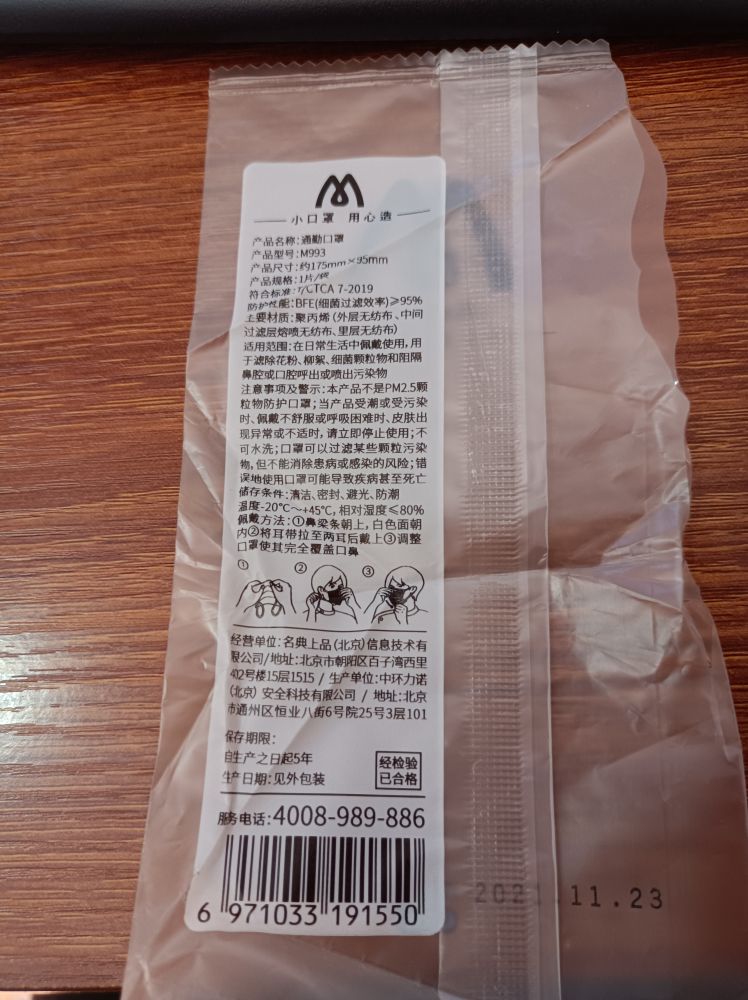 小口罩 用心造
产品名称:通勤口罩
产品型号:M993
产品尺寸:约175mm×95mm
产品规格:1片/袋
符合标准:T/CTCA 7-2019
防护性能:BFE(细菌过滤效率)≥95%
主要材质:聚丙烯(外层无纺布、中间
过滤层熔喷无纺布、里层无纺布)
适用范围:在日常生活中佩戴使用,用
于滤除花粉、柳絮、细菌颗粒物和阻隔
鼻腔或口腔呼出或喷出污染物
注意事项及警示:本产品不是PM2.5颗
粒物防护口罩;当产品受潮或受污染
时、佩戴不舒服或呼吸困难时、皮肤出
现异常或不适时,请立即停止使用;不
可水洗;口罩可以过滤某些颗粒污染
物,但不能消除患病或感染的风险;错
误地使用口罩可能导致疾病甚至死亡
储存条件:清洁、密封、避光、防潮
温度-20℃~+45℃,相对湿度≤80%
佩戴方法:①鼻梁条朝上,白色面朝
内②将耳带拉至两耳后戴上③调整
口罩使其完全覆盖口鼻
① ② ③
经营单位:名典上品(北京)信息技术有
限公司/地址:北京市朝阳区百子湾西里
402号楼15层1515 / 生产单位:中环力诺
(北京)安全科技有限公司 / 地址:北京
市通州区恒业八街6号院25号3层101
保存期限:
自生产之日起5年
生产日期:见外包装
经检验
已合格
服务电话:4008-989-886
6 971033 191550
2021.11.23